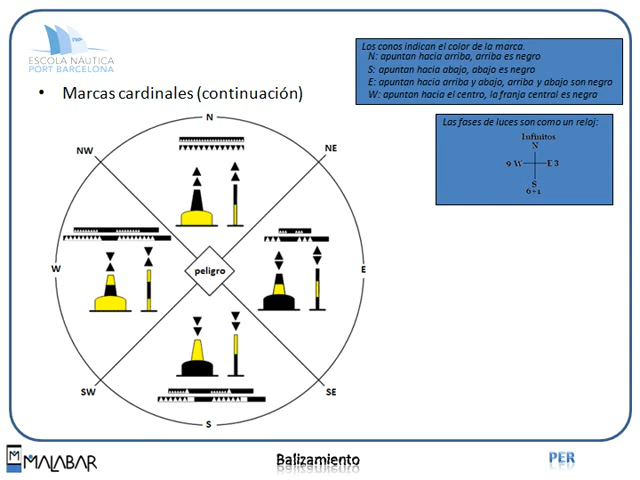 ESCOLA NÀUTICA
PORT BARCELONA
Los conos indican el color de la marca.
N: apuntan hacia arriba, arriba es negro
S: apuntan hacia abajo, abajo es negro
E: apuntan hacia arriba y abajo, arriba y abajo son negro
W: apuntan hacia el centro, la franja central es negra
• Marcas cardinales (continuación)
Las fases de luces son como un reloj:
Infinitos
N
9 W E 3
S
6+1
N
NW
NE
W
peligro
E
SW
SE
S
MALABAR
Balizamiento
PER